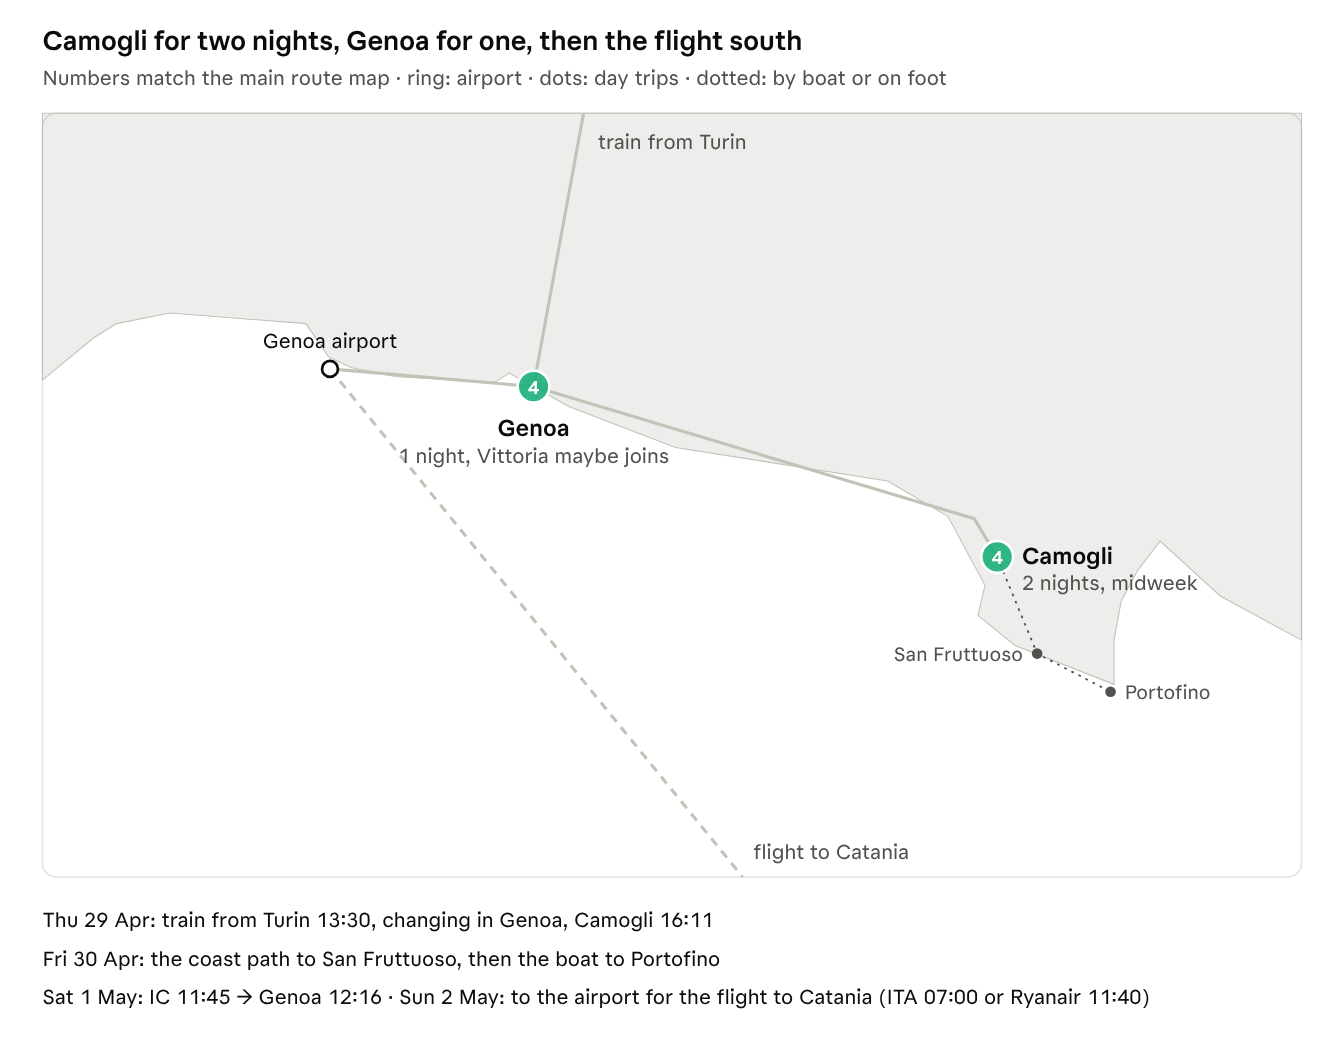 Camogli for two nights, Genoa for one, then the flight south
Numbers match the main route map · ring: airport · dots: day trips · dotted: by boat or on foot
train from Turin
Genoa airport
4
Genoa
1 night, Vittoria maybe joins
4
Camogli
2 nights, midweek
San Fruttuoso
Portofino
flight to Catania
Thu 29 Apr: train from Turin 13:30, changing in Genoa, Camogli 16:11
Fri 30 Apr: the coast path to San Fruttuoso, then the boat to Portofino
Sat 1 May: IC 11:45 → Genoa 12:16 · Sun 2 May: to the airport for the flight to Catania (ITA 07:00 or Ryanair 11:40)